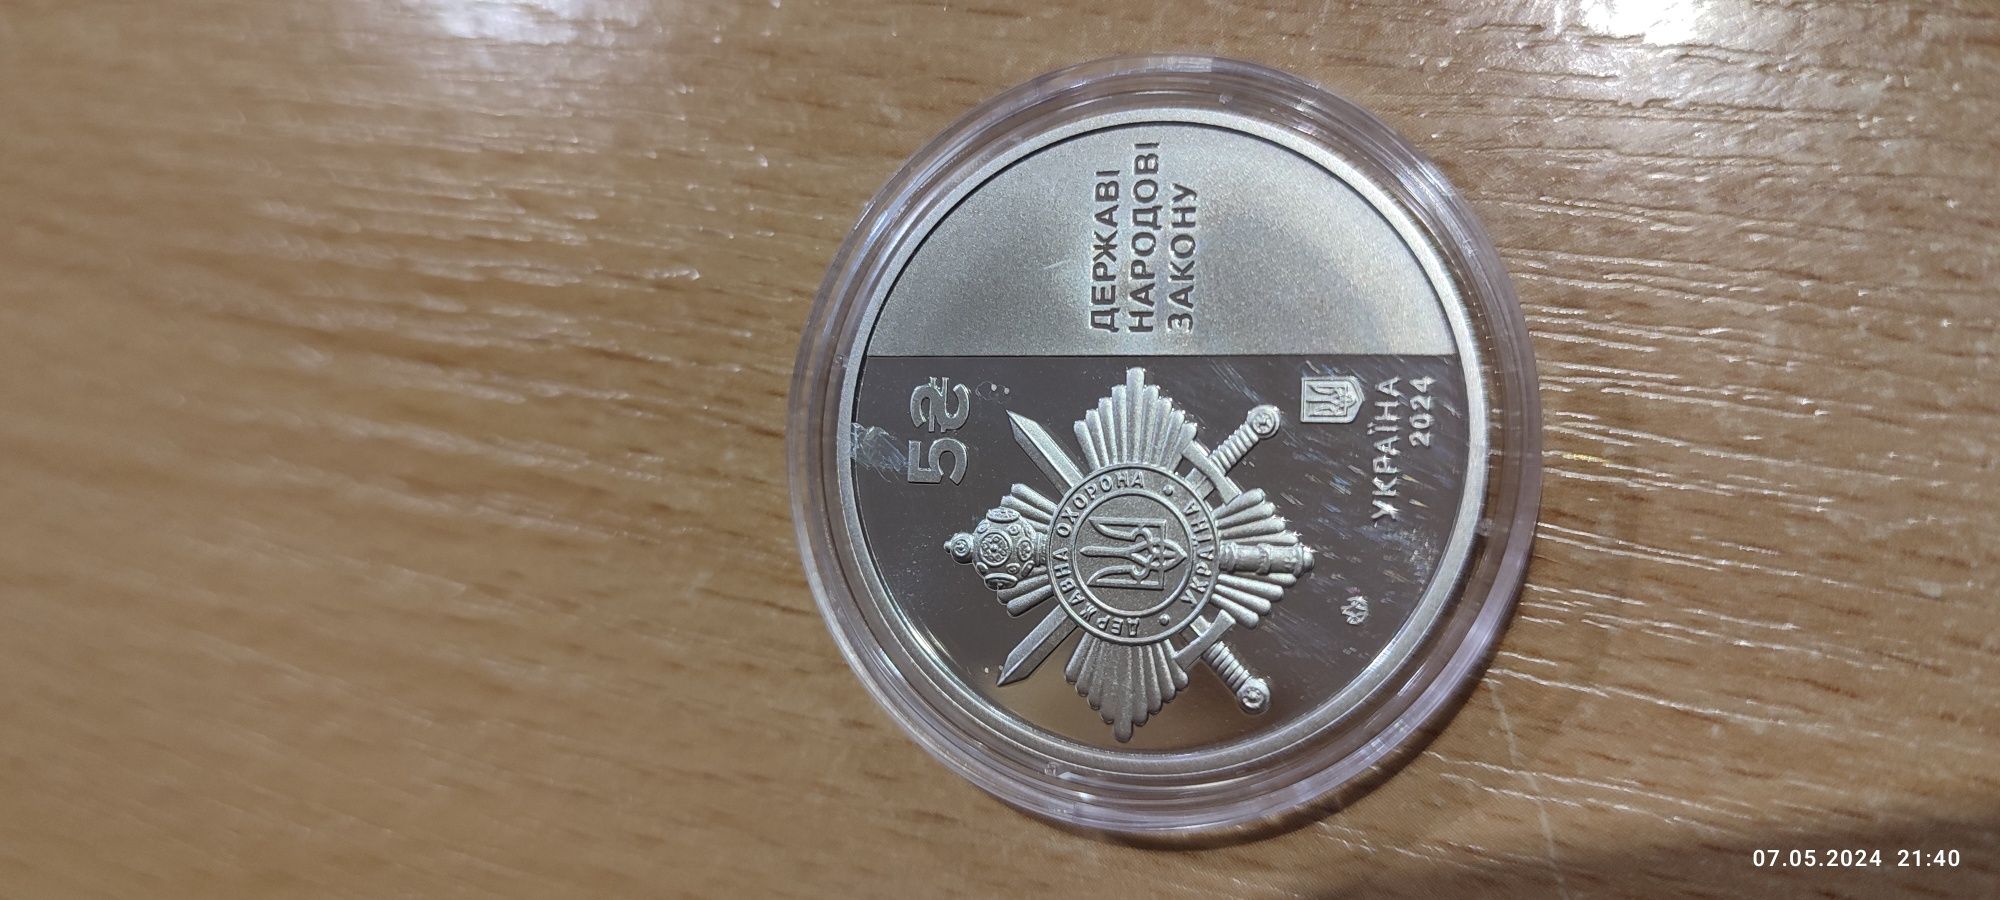 ДЕРЖАВІ
НАРОДОВІ
ЗАКОНУ
5₴
ДЕРЖАВНА ОХОРОНА
• УКРАЇНА •
УКРАЇНА
2024
07.05.2024 21:40